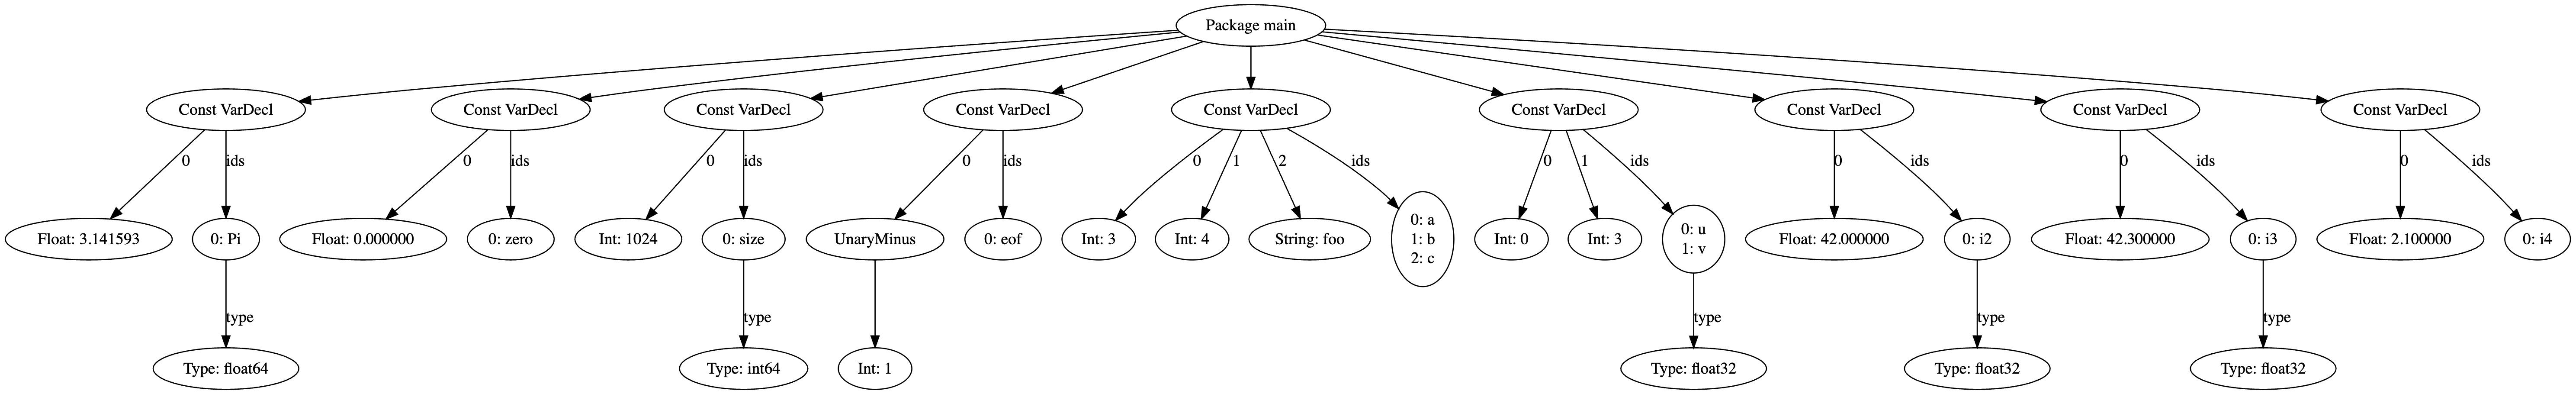 Package main
Const VarDecl
Const VarDecl
Const VarDecl
Const VarDecl
Const VarDecl
Const VarDecl
Const VarDecl
Const VarDecl
Const VarDecl
0
ids
0
ids
0
ids
0
ids
0
1
2
ids
0
1
ids
0
ids
0
ids
0
ids
Float: 3.141593
0: Pi
Float: 0.000000
0: zero
Int: 1024
0: size
UnaryMinus
0: eof
Int: 3
Int: 4
String: foo
0: a
1: b
2: c
Int: 0
Int: 3
0: u
1: v
Float: 42.000000
0: i2
Float: 42.300000
0: i3
Float: 2.100000
0: i4
type
type
type
type
type
Type: float64
Type: int64
Int: 1
Type: float32
Type: float32
Type: float32